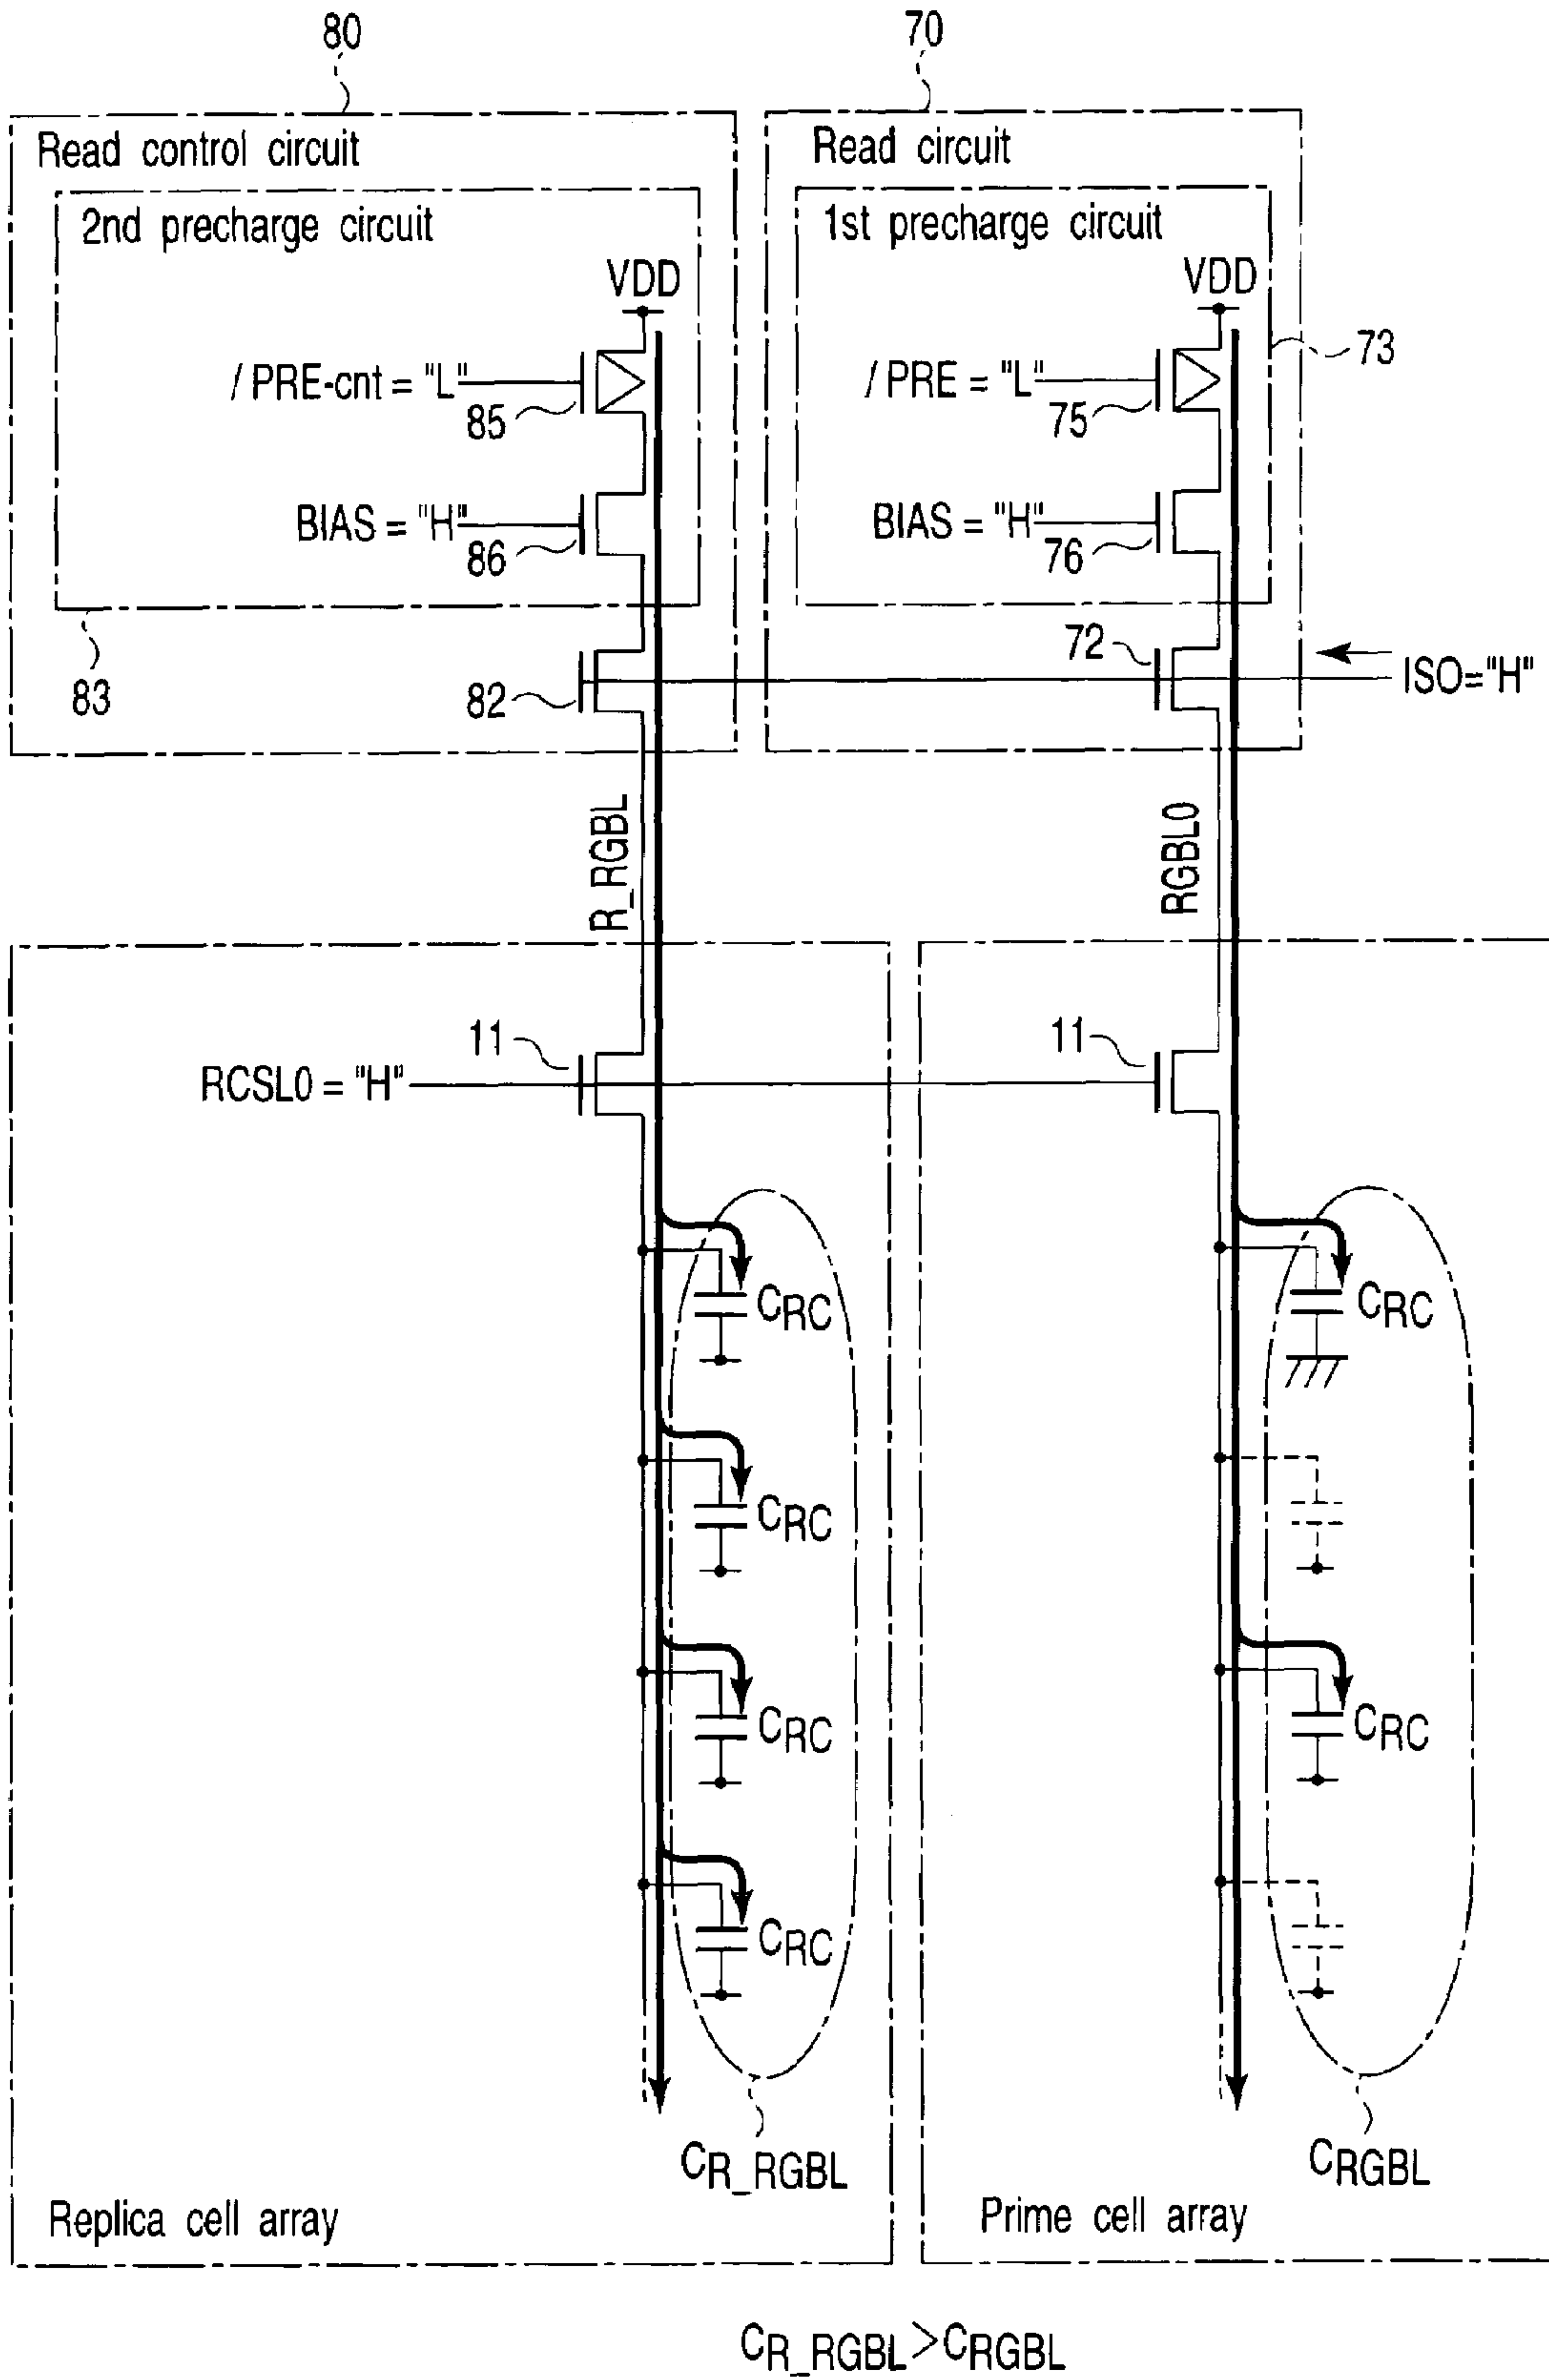 80
70
Read control circuit
Read circuit
2nd precharge circuit
1st precharge circuit
VDD
VDD
73
/ PRE-cnt = "L"
/ PRE = "L"
85
75
BIAS = "H"
BIAS = "H"
86
76
72
83
82
ISO="H"
R_RGBL
RGBL0
11
11
RCSL0 = "H"
CRC
CRC
CRC
CRC
CRC
CRC
CR_RGBL
CRGBL
Replica cell array
Prime cell array
CR_RGBL>CRGBL